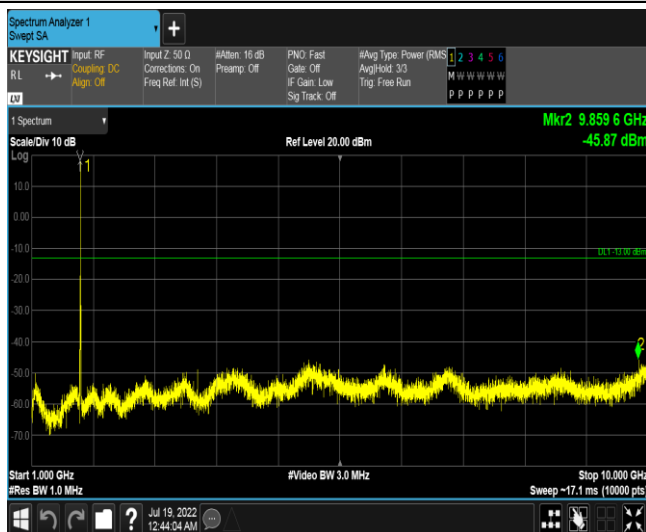 Spectrum Analyzer 1
Swept SA
+
KEYSIGHT Input: RF Input Z: 50 Ω #Atten: 16 dB PNO: Fast #Avg Type: Power (RMS 1 2 3 4 5 6
RL Coupling: DC Corrections: On Preamp: Off Gate: Off Avg|Hold: 3/3 M W W W W W
Align: Off Freq Ref: Int (S) IF Gain: Low Trig: Free Run
Sig Track: Off P P P P P P
LXI
1 Spectrum Mkr2 9.859 6 GHz
Scale/Div 10 dB Ref Level 20.00 dBm -45.87 dBm
Log
1
10.0
0.00
-10.0
DL1 -13.00 dBm
-20.0
-30.0
-40.0
2
-50.0
-60.0
-70.0
Start 1.000 GHz #Video BW 3.0 MHz Stop 10.000 GHz
#Res BW 1.0 MHz Sweep ~17.1 ms (10000 pts)
? Jul 19, 2022
12:44:04 AM